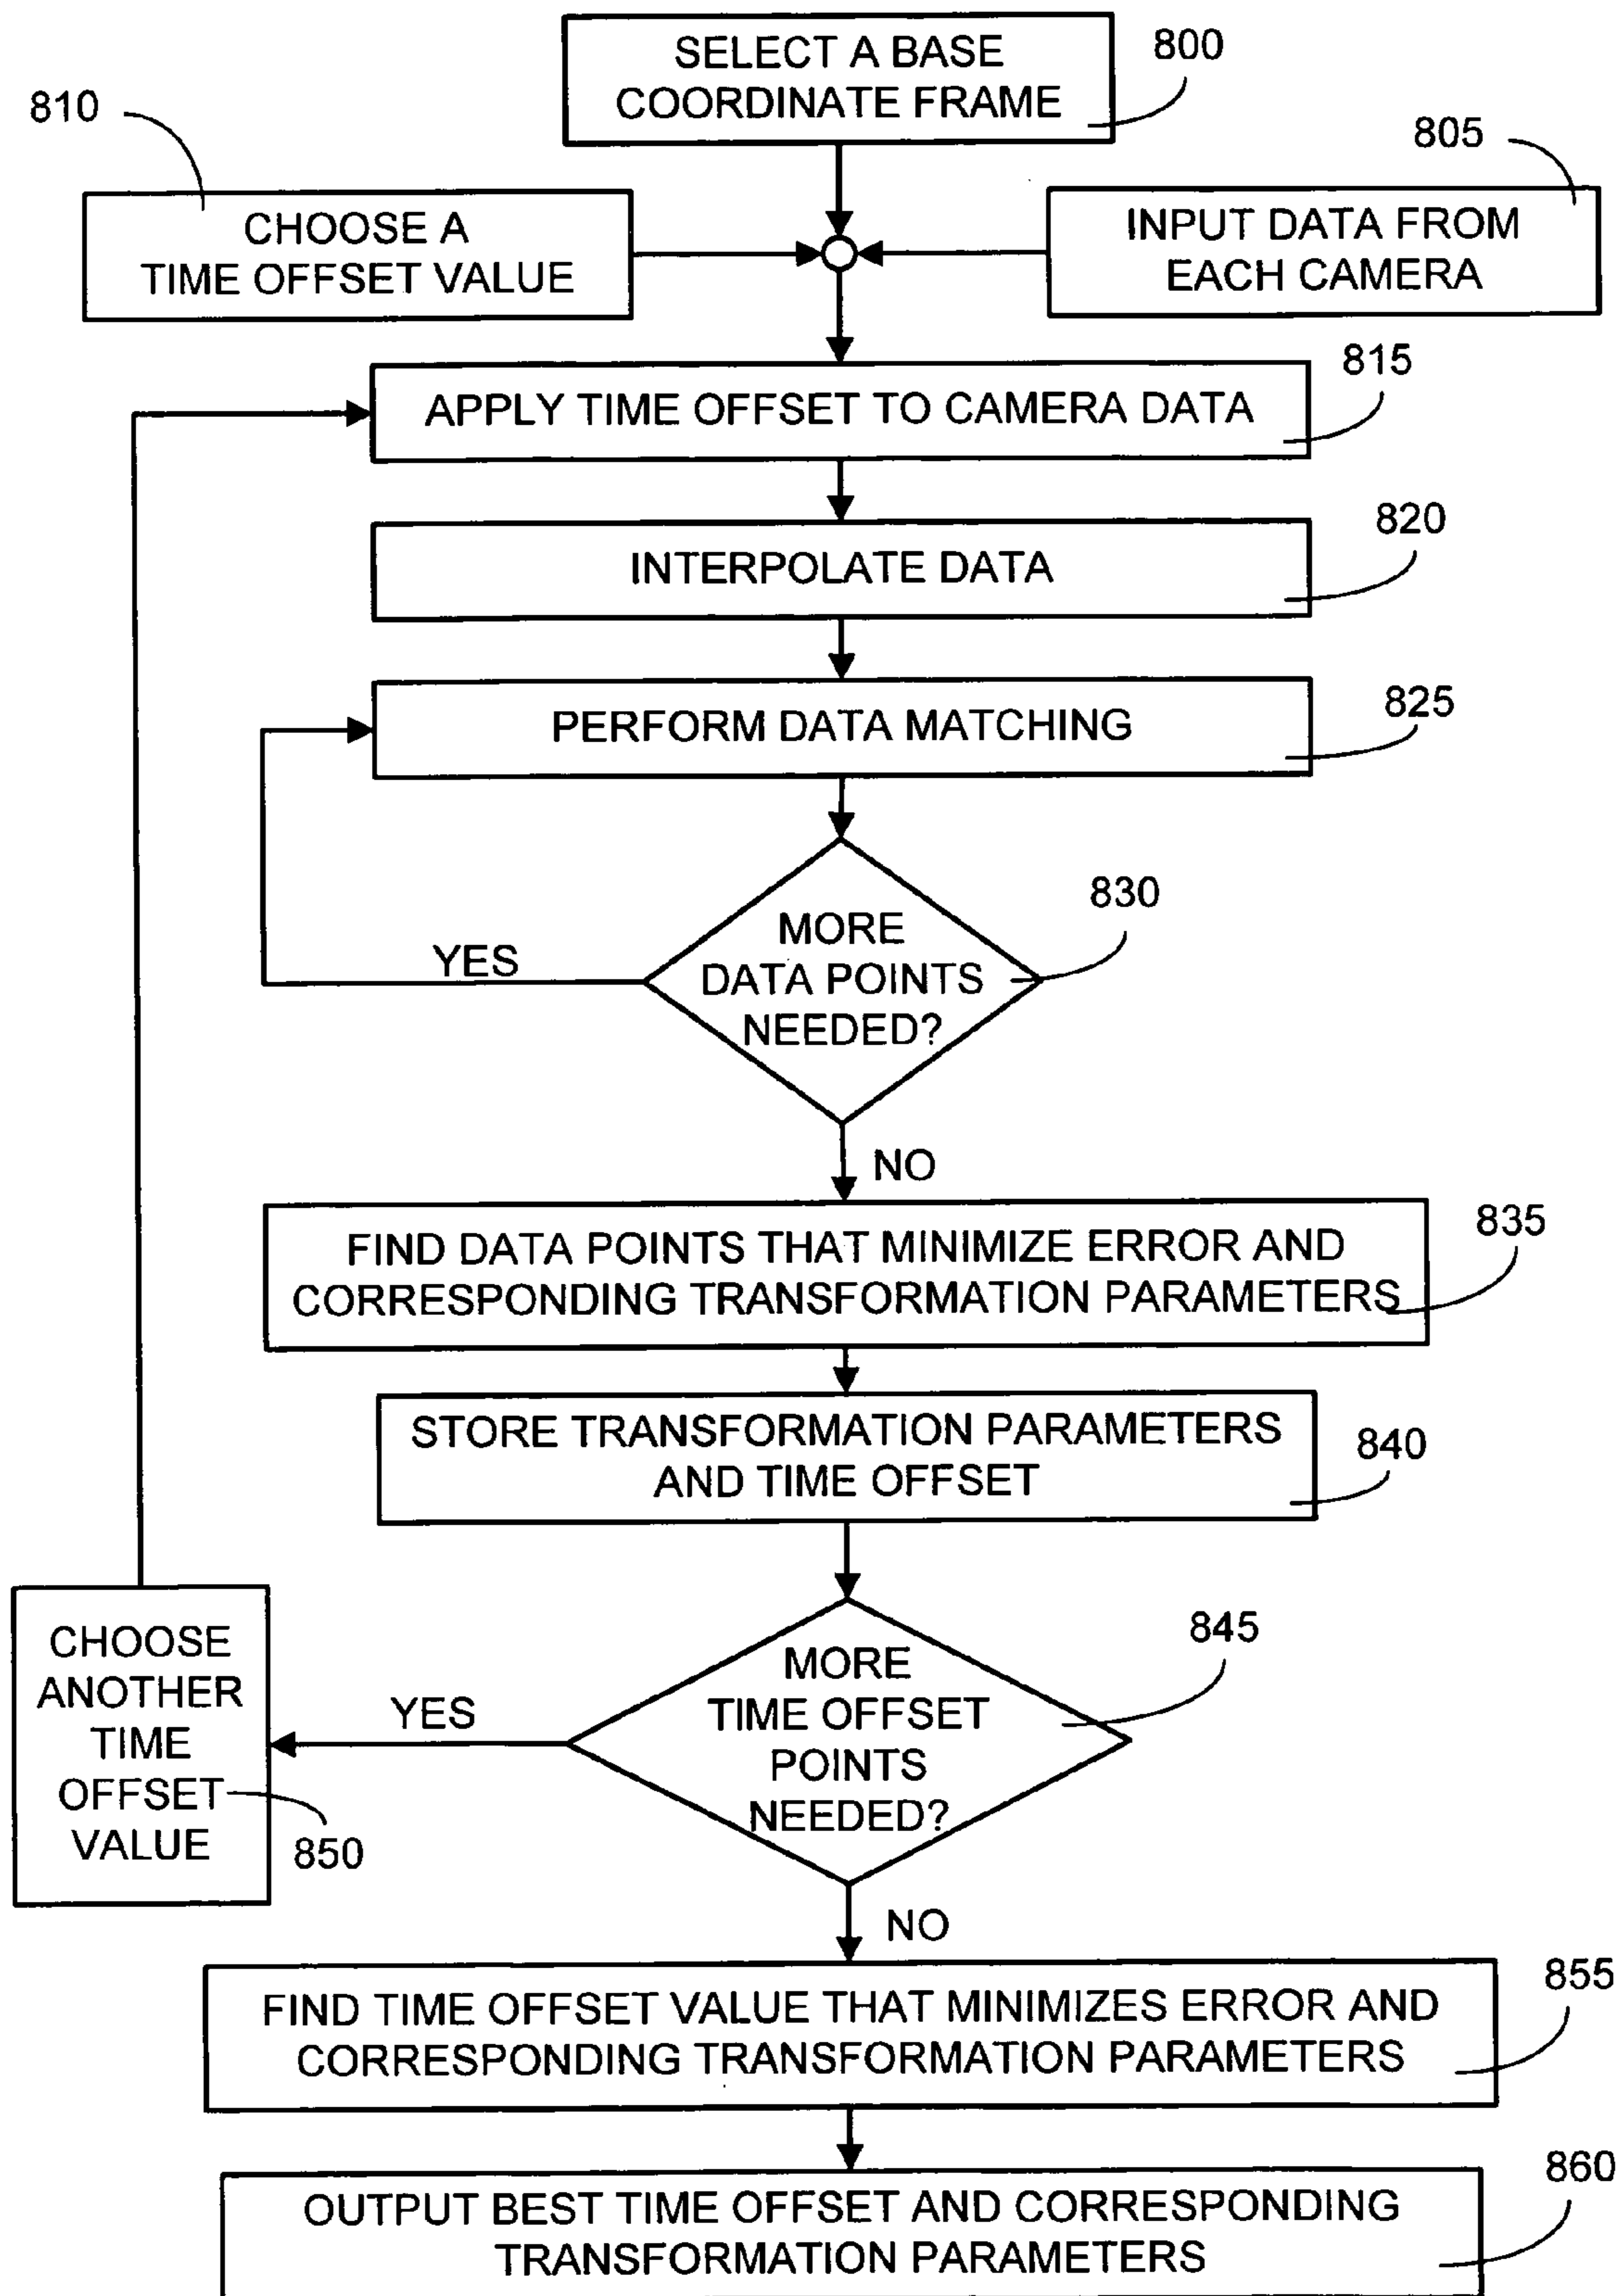 SELECT A BASE
COORDINATE FRAME
800
810
805
CHOOSE A
TIME OFFSET VALUE
INPUT DATA FROM
EACH CAMERA
815
APPLY TIME OFFSET TO CAMERA DATA
820
INTERPOLATE DATA
825
PERFORM DATA MATCHING
830
MORE
DATA POINTS
NEEDED?
YES
NO
835
FIND DATA POINTS THAT MINIMIZE ERROR AND
CORRESPONDING TRANSFORMATION PARAMETERS
840
STORE TRANSFORMATION PARAMETERS
AND TIME OFFSET
845
MORE
TIME OFFSET
POINTS
NEEDED?
YES
CHOOSE
ANOTHER
TIME
OFFSET
VALUE
850
NO
855
FIND TIME OFFSET VALUE THAT MINIMIZES ERROR AND
CORRESPONDING TRANSFORMATION PARAMETERS
860
OUTPUT BEST TIME OFFSET AND CORRESPONDING
TRANSFORMATION PARAMETERS